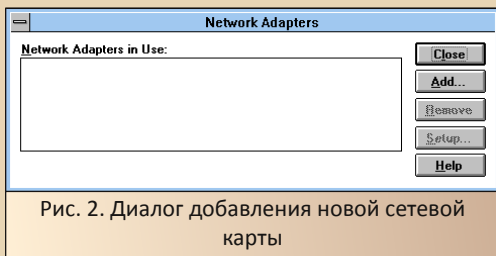 Network Adapters
Network Adapters in Use:
Close
Add...
Remove
Setup...
Help
Рис. 2. Диалог добавления новой сетевой
карты